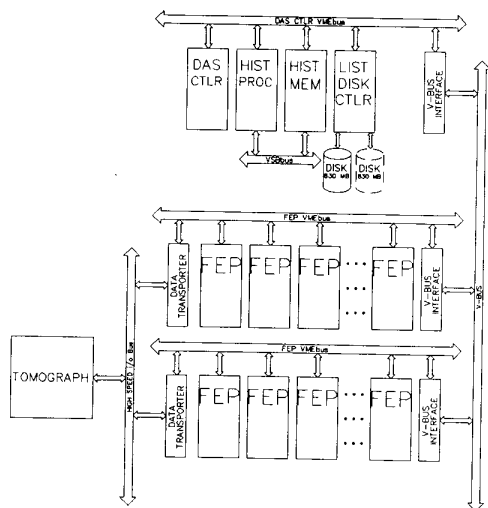 DAS CTLR VMEbus
DAS CTLR
HIST PROC
HIST MEM
LIST DISK CTLR
V-BUS INTERFACE
VSBbus
DISK 830 MB
DISK 830 MB
FEP VMEbus
DATA TRANSPORTER
FEP
FEP
FEP
FEP
V-BUS INTERFACE
V-BUS
FEP VMEbus
TOMOGRAPH
HIGH SPEED I/o Bus
DATA TRANSPORTER
FEP
FEP
FEP
FEP
V-BUS INTERFACE